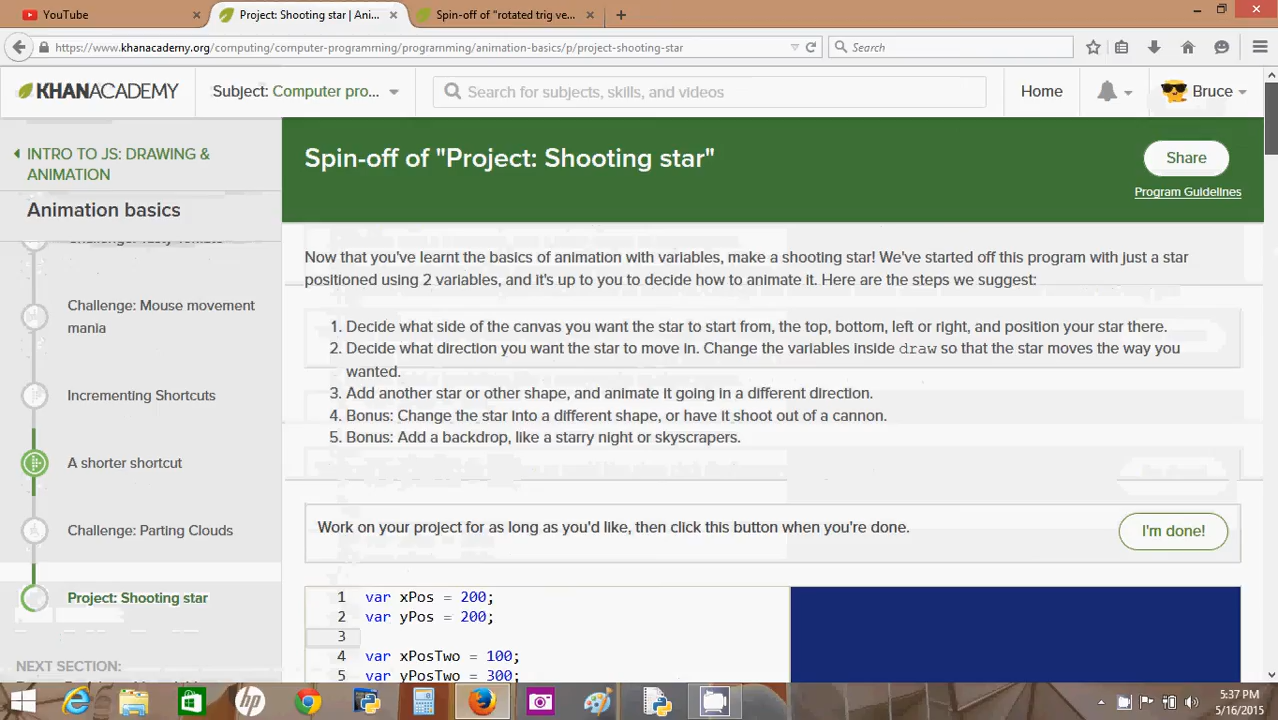 YouTube
Project: Shooting star | Ani...
Spin-off of "rotated trig ve...
https://www.khanacademy.org/computing/computer-programming/programming/animation-basics/p/project-shooting-star
Search
KHANACADEMY
Subject: Computer pro...
Search for subjects, skills, and videos
Home
Bruce
INTRO TO JS: DRAWING &
ANIMATION
Animation basics
Challenge: Mouse movement
mania
Incrementing Shortcuts
A shorter shortcut
Challenge: Parting Clouds
Project: Shooting star
NEXT SECTION:
Spin-off of "Project: Shooting star"
Share
Program Guidelines
Now that you've learnt the basics of animation with variables, make a shooting star! We've started off this program with just a star
positioned using 2 variables, and it's up to you to decide how to animate it. Here are the steps we suggest:
1. Decide what side of the canvas you want the star to start from, the top, bottom, left or right, and position your star there.
2. Decide what direction you want the star to move in. Change the variables inside draw so that the star moves the way you
wanted.
3. Add another star or other shape, and animate it going in a different direction.
4. Bonus: Change the star into a different shape, or have it shoot out of a cannon.
5. Bonus: Add a backdrop, like a starry night or skyscrapers.
Work on your project for as long as you'd like, then click this button when you're done.
I'm done!
1 var xPos = 200;
2 var yPos = 200;
3
4 var xPosTwo = 100;
5 var yPosTwo = 300;
hp
5:37 PM
5/16/2015